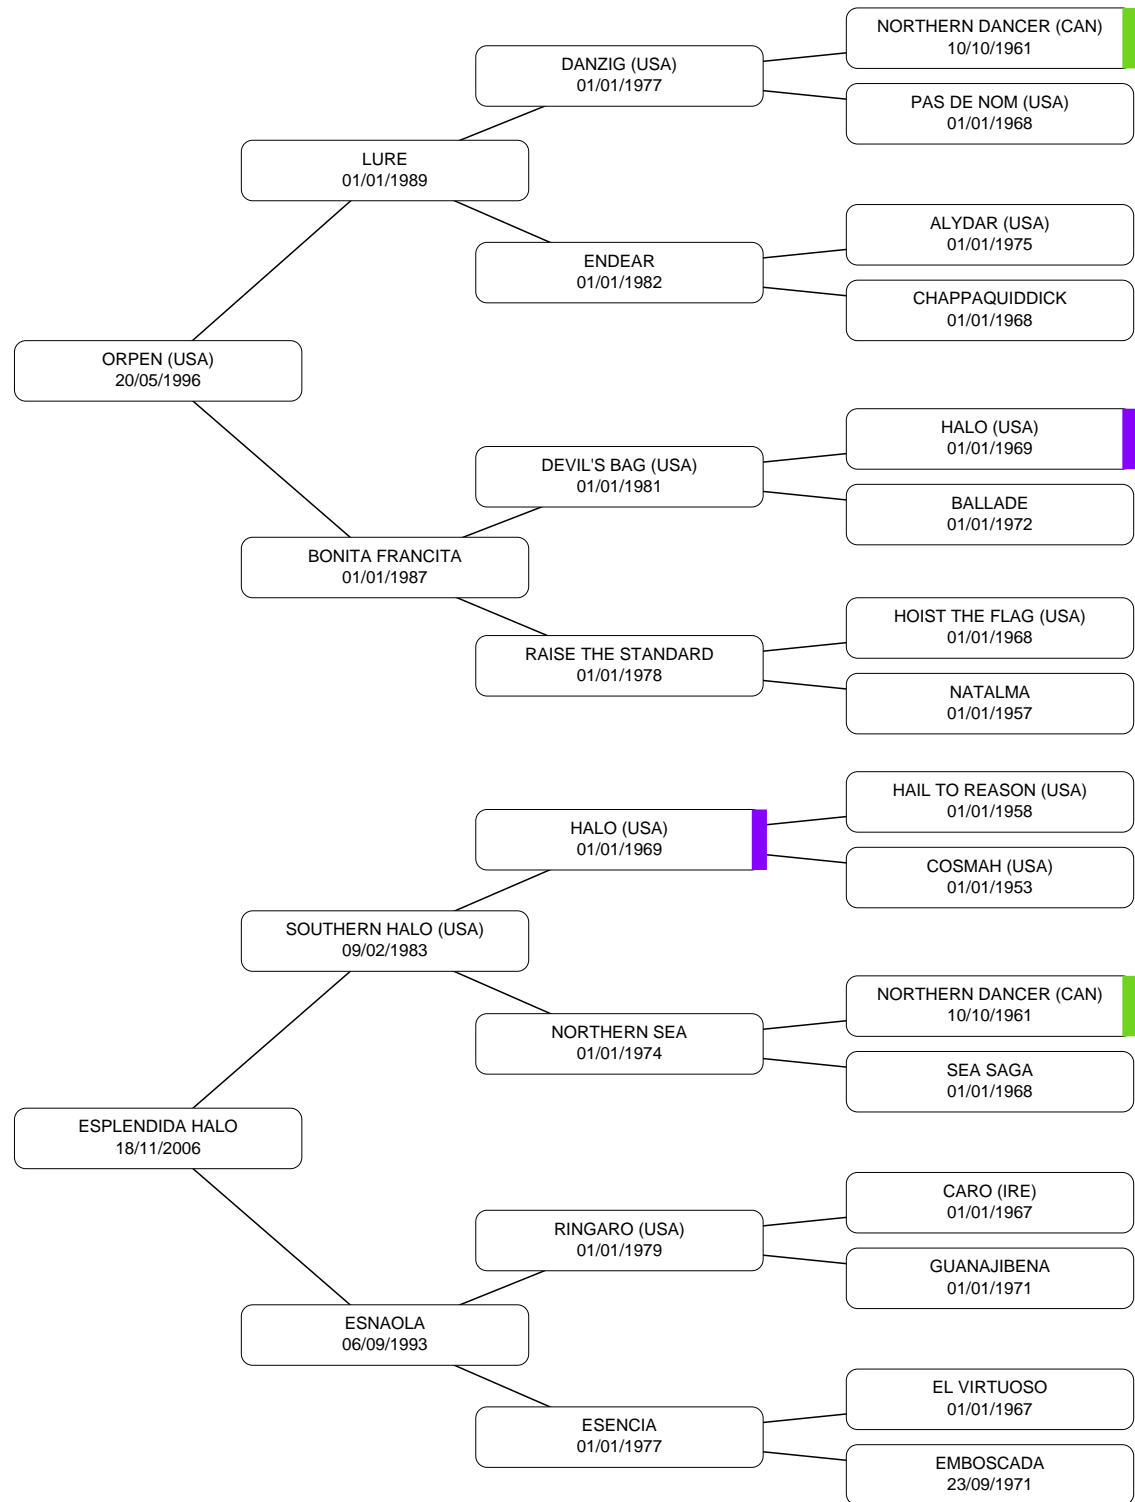 NORTHERN DANCER (CAN)
10/10/1961
DANZIG (USA)
01/01/1977
PAS DE NOM (USA)
01/01/1968
LURE
01/01/1989
ALYDAR (USA)
01/01/1975
ENDEAR
01/01/1982
CHAPPAQUIDDICK
01/01/1968
ORPEN (USA)
20/05/1996
HALO (USA)
01/01/1969
DEVIL'S BAG (USA)
01/01/1981
BALLADE
01/01/1972
BONITA FRANCITA
01/01/1987
HOIST THE FLAG (USA)
01/01/1968
RAISE THE STANDARD
01/01/1978
NATALMA
01/01/1957
HAIL TO REASON (USA)
01/01/1958
HALO (USA)
01/01/1969
COSMAH (USA)
01/01/1953
SOUTHERN HALO (USA)
09/02/1983
NORTHERN DANCER (CAN)
10/10/1961
NORTHERN SEA
01/01/1974
SEA SAGA
01/01/1968
ESPLENDIDA HALO
18/11/2006
CARO (IRE)
01/01/1967
RINGARO (USA)
01/01/1979
GUANAJIBENA
01/01/1971
ESNAOLA
06/09/1993
EL VIRTUOSO
01/01/1967
ESENCIA
01/01/1977
EMBOSCADA
23/09/1971